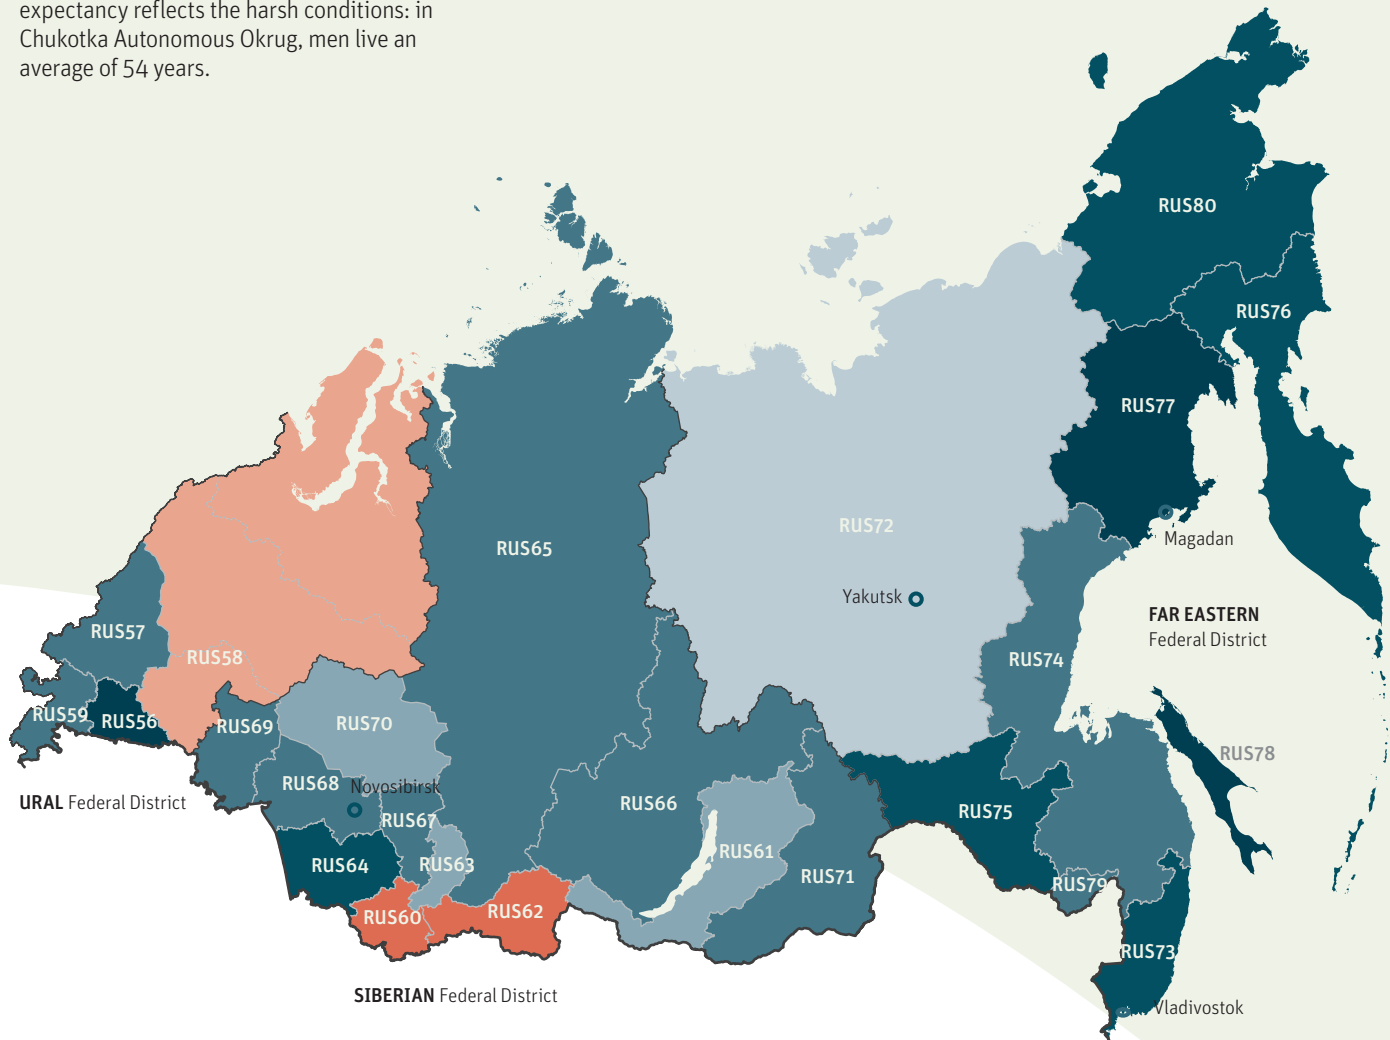 expectancy reflects the harsh conditions: in
Chukotka Autonomous Okrug, men live an
average of 54 years.
RUS80
RUS76
RUS77
RUS72
Magadan
RUS65
Yakutsk
FAR EASTERN
Federal District
RUS57
RUS58
RUS74
RUS59
RUS56
RUS69
RUS70
RUS78
URAL Federal District
RUS68
Novosibirsk
RUS66
RUS75
RUS67
RUS64
RUS63
RUS61
RUS71
RUS79
RUS60
RUS62
RUS73
SIBERIAN Federal District
Vladivostok